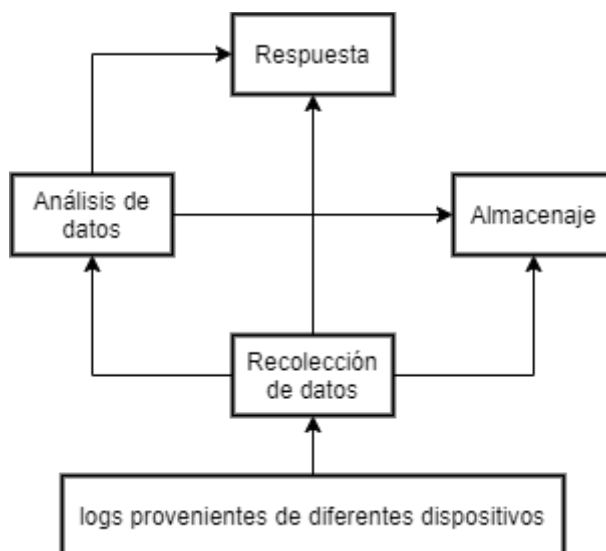 Respuesta
Análisis de
datos
Almacenaje
Recolección
de datos
logs provenientes de diferentes dispositivos